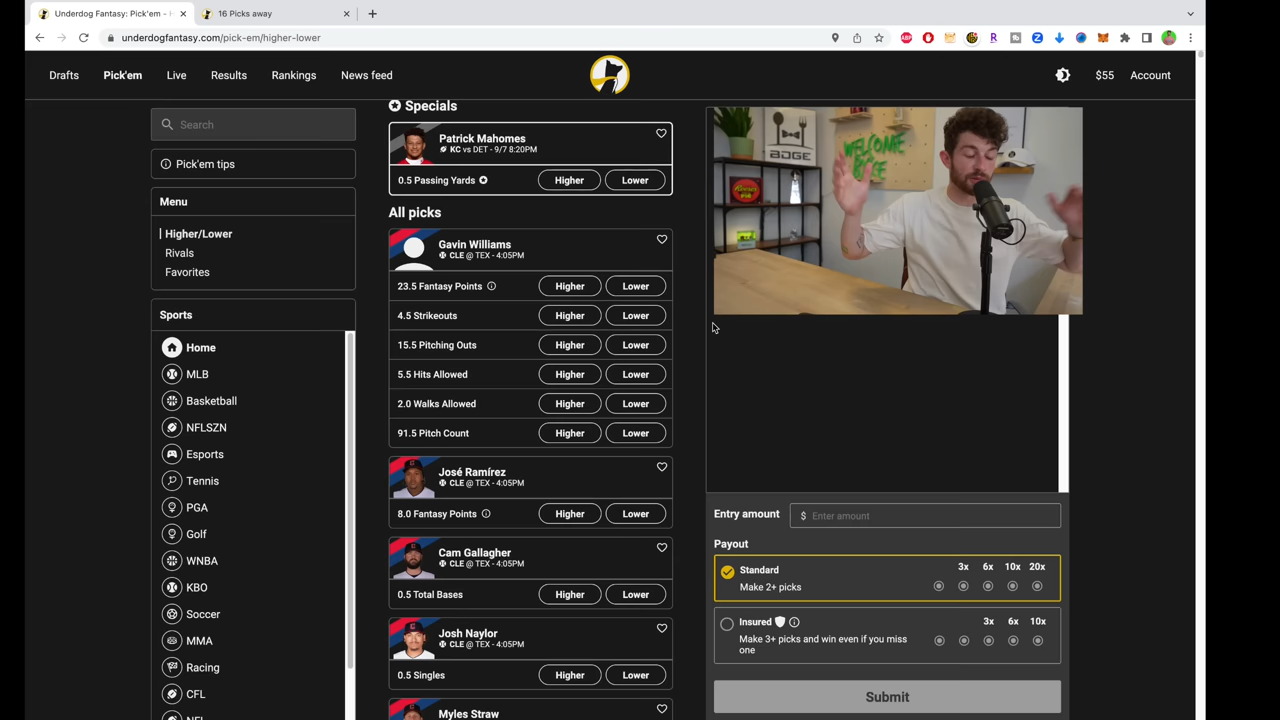 Underdog Fantasy: Pick'em - H
16 Picks away
underdogfantasy.com/pick-em/higher-lower
Drafts
Pick'em
Live
Results
Rankings
News feed
$55
Account
Search
Pick'em tips
Menu
Higher/Lower
Rivals
Favorites
Sports
Home
MLB
Basketball
NFLSZN
Esports
Tennis
PGA
Golf
WNBA
KBO
Soccer
MMA
Racing
CFL
Specials
Patrick Mahomes
KC vs DET - 9/7 8:20PM
0.5 Passing Yards Higher Lower
All picks
Gavin Williams
CLE @ TEX - 4:05PM
23.5 Fantasy Points Higher Lower
4.5 Strikeouts Higher Lower
15.5 Pitching Outs Higher Lower
5.5 Hits Allowed Higher Lower
2.0 Walks Allowed Higher Lower
91.5 Pitch Count Higher Lower
José Ramírez
CLE @ TEX - 4:05PM
8.0 Fantasy Points Higher Lower
Cam Gallagher
CLE @ TEX - 4:05PM
0.5 Total Bases Higher Lower
Josh Naylor
CLE @ TEX - 4:05PM
0.5 Singles Higher Lower
Myles Straw
BDGE
WELCOME
BDGE
Reese's
Entry amount $ Enter amount
Payout
Standard 3x 6x 10x 20x
Make 2+ picks
Insured 3x 6x 10x
Make 3+ picks and win even if you miss
one
Submit